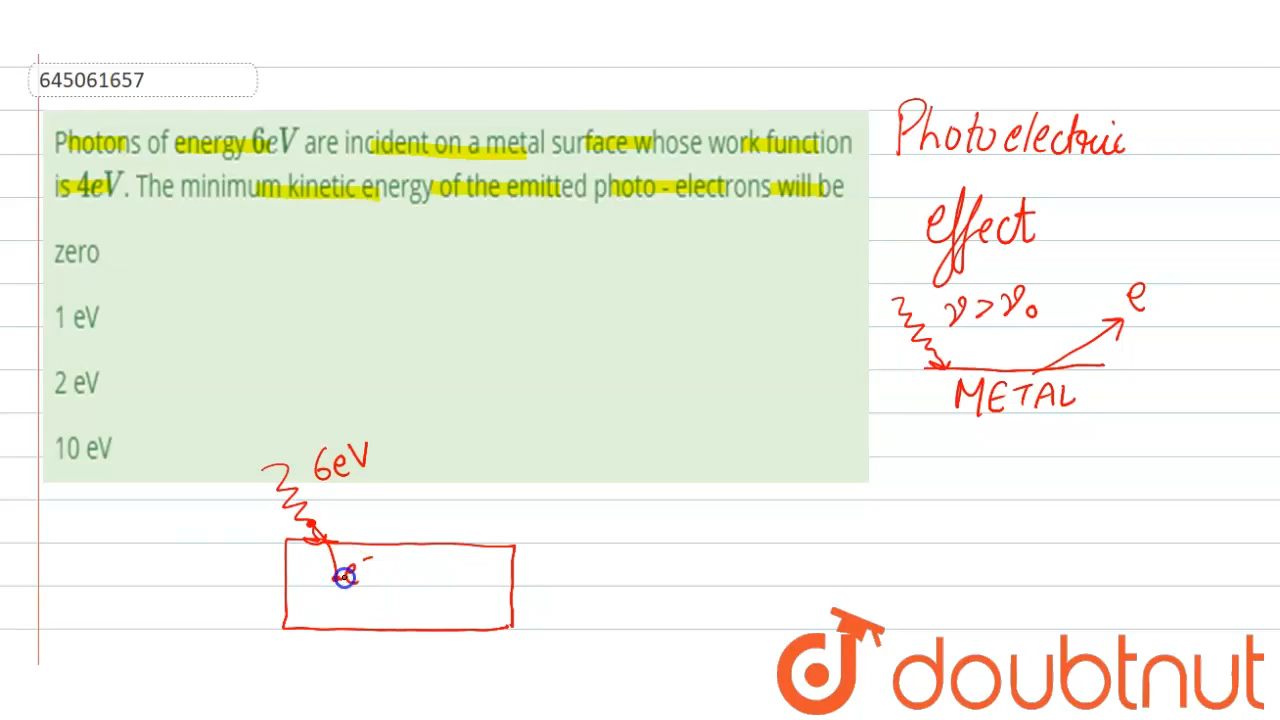 645061657
Photons of energy 6eV are incident on a metal surface whose work function
is 4eV. The minimum kinetic energy of the emitted photo - electrons will be
zero
1 eV
2 eV
10 eV
Photoelectric
effect
ν > ν₀
e
METAL
6eV
e⁻
doubtnut